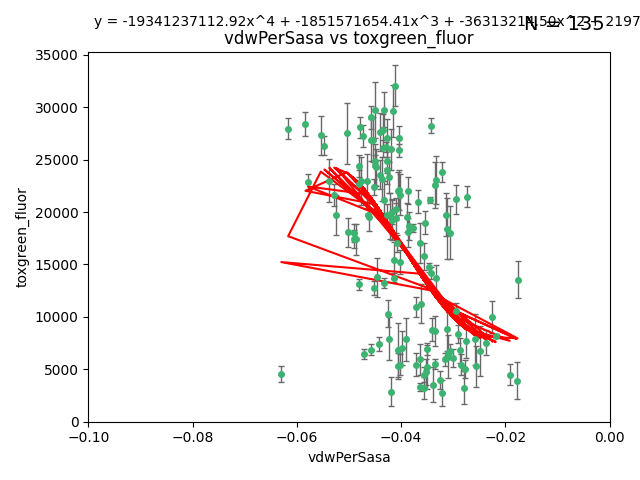 y = -19341237112.92x^4 + -1851571654.41x^3 +
N = 135
vdwPerSasa vs toxgreen_fluor
35000
30000
25000
20000
15000
10000
5000
0
toxgreen_fluor
−0.10 −0.08 −0.06 −0.04 −0.02 0.00
vdwPerSasa